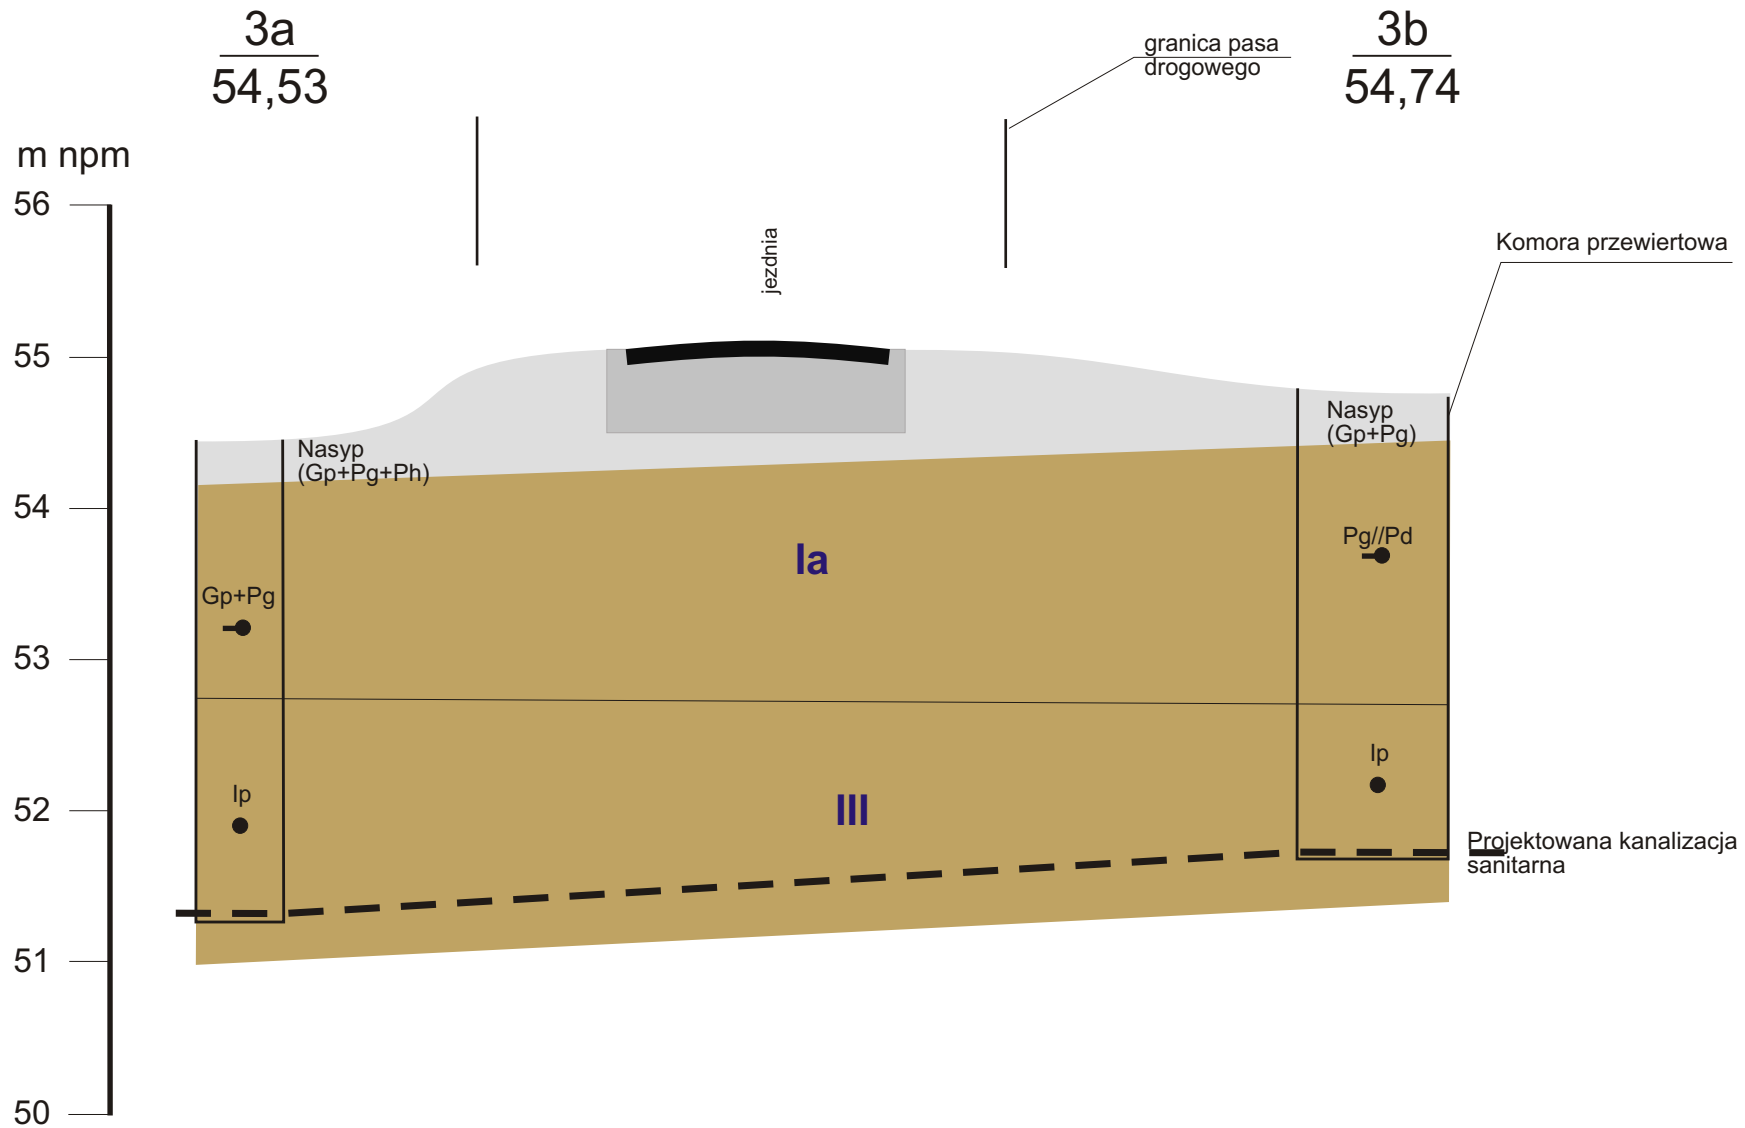 3a
54,53
granica pasa
drogowego
3b
54,74
m npm
56
jezdnia
Komora przewiertowa
55
Nasyp
(Gp+Pg+Ph)
Nasyp
(Gp+Pg)
54
Ia
Pg//Pd
Gp+Pg
53
Ip
Ip
52
III
Projektowana kanalizacja
sanitarna
51
50